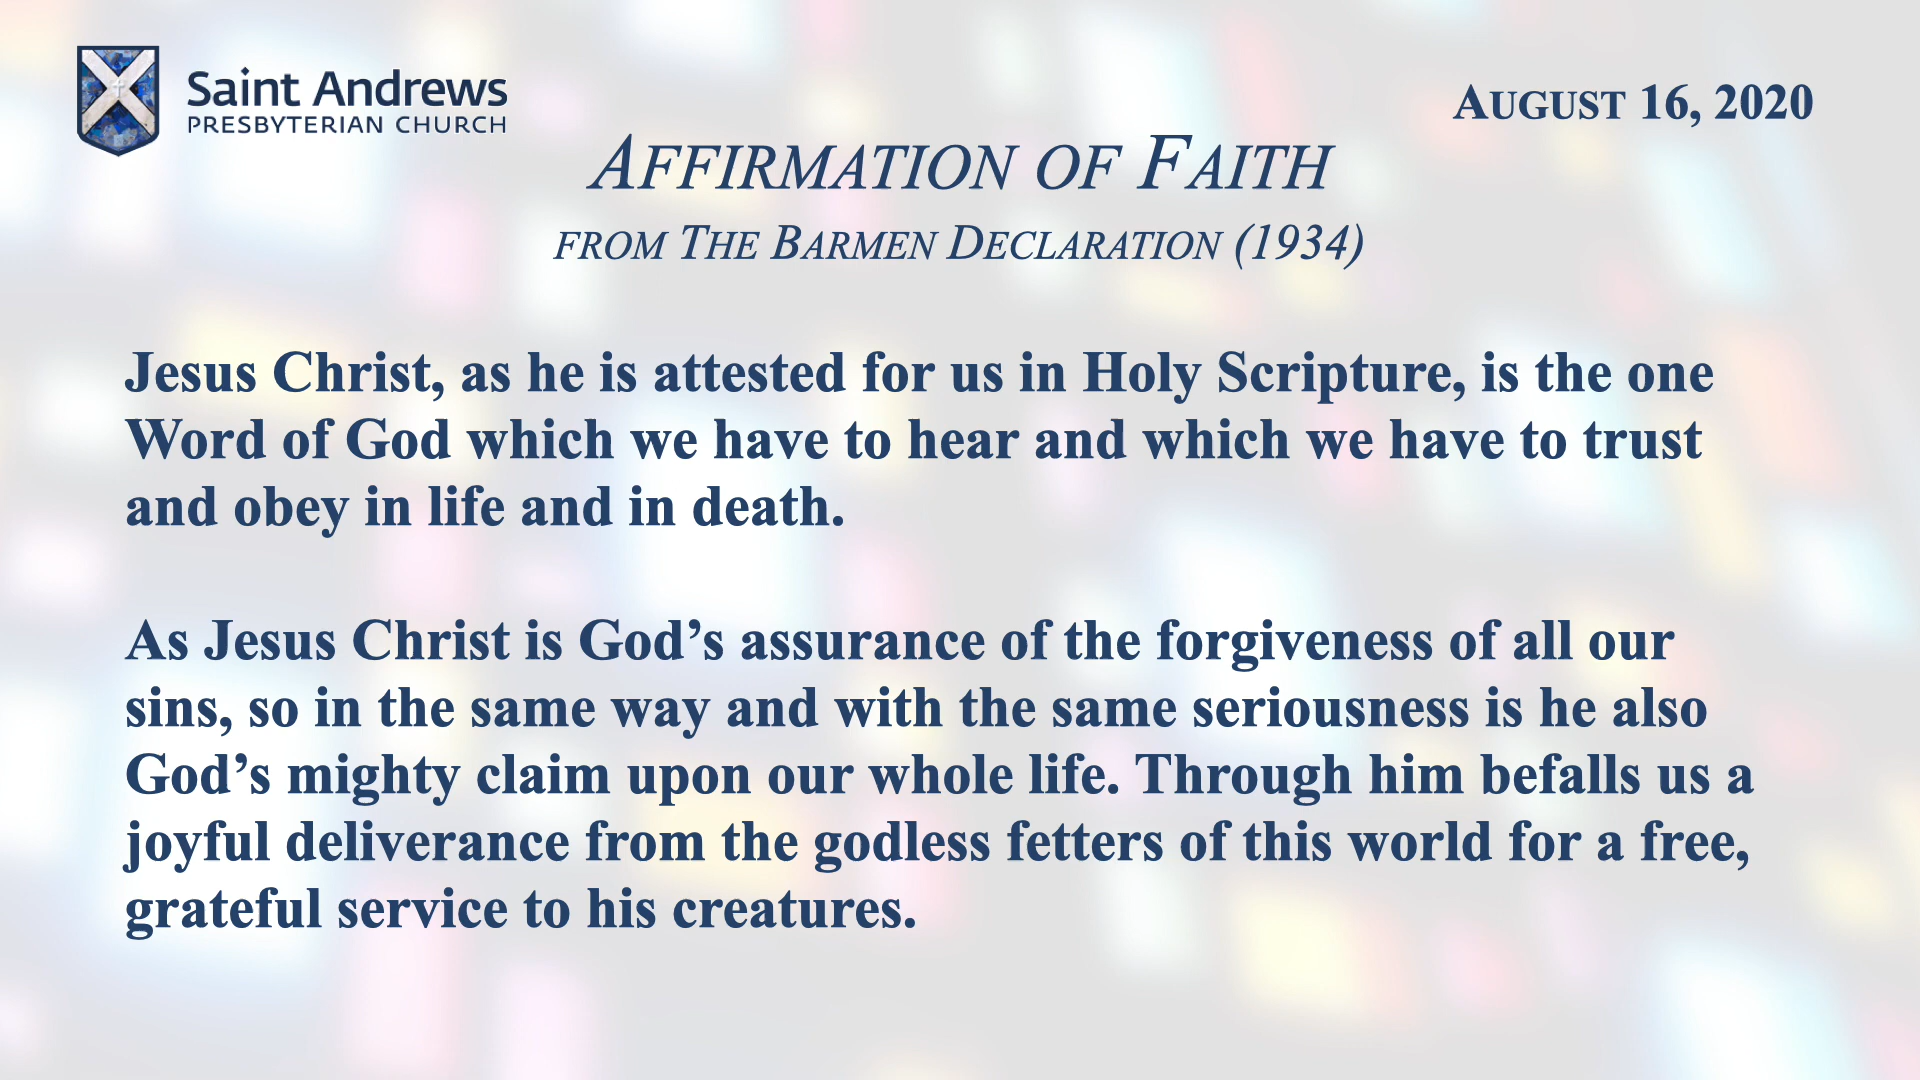 Saint Andrews
PRESBYTERIAN CHURCH
AUGUST 16, 2020
AFFIRMATION OF FAITH
FROM THE BARMEN DECLARATION (1934)
Jesus Christ, as he is attested for us in Holy Scripture, is the one
Word of God which we have to hear and which we have to trust
and obey in life and in death.
As Jesus Christ is God’s assurance of the forgiveness of all our
sins, so in the same way and with the same seriousness is he also
God’s mighty claim upon our whole life. Through him befalls us a
joyful deliverance from the godless fetters of this world for a free,
grateful service to his creatures.